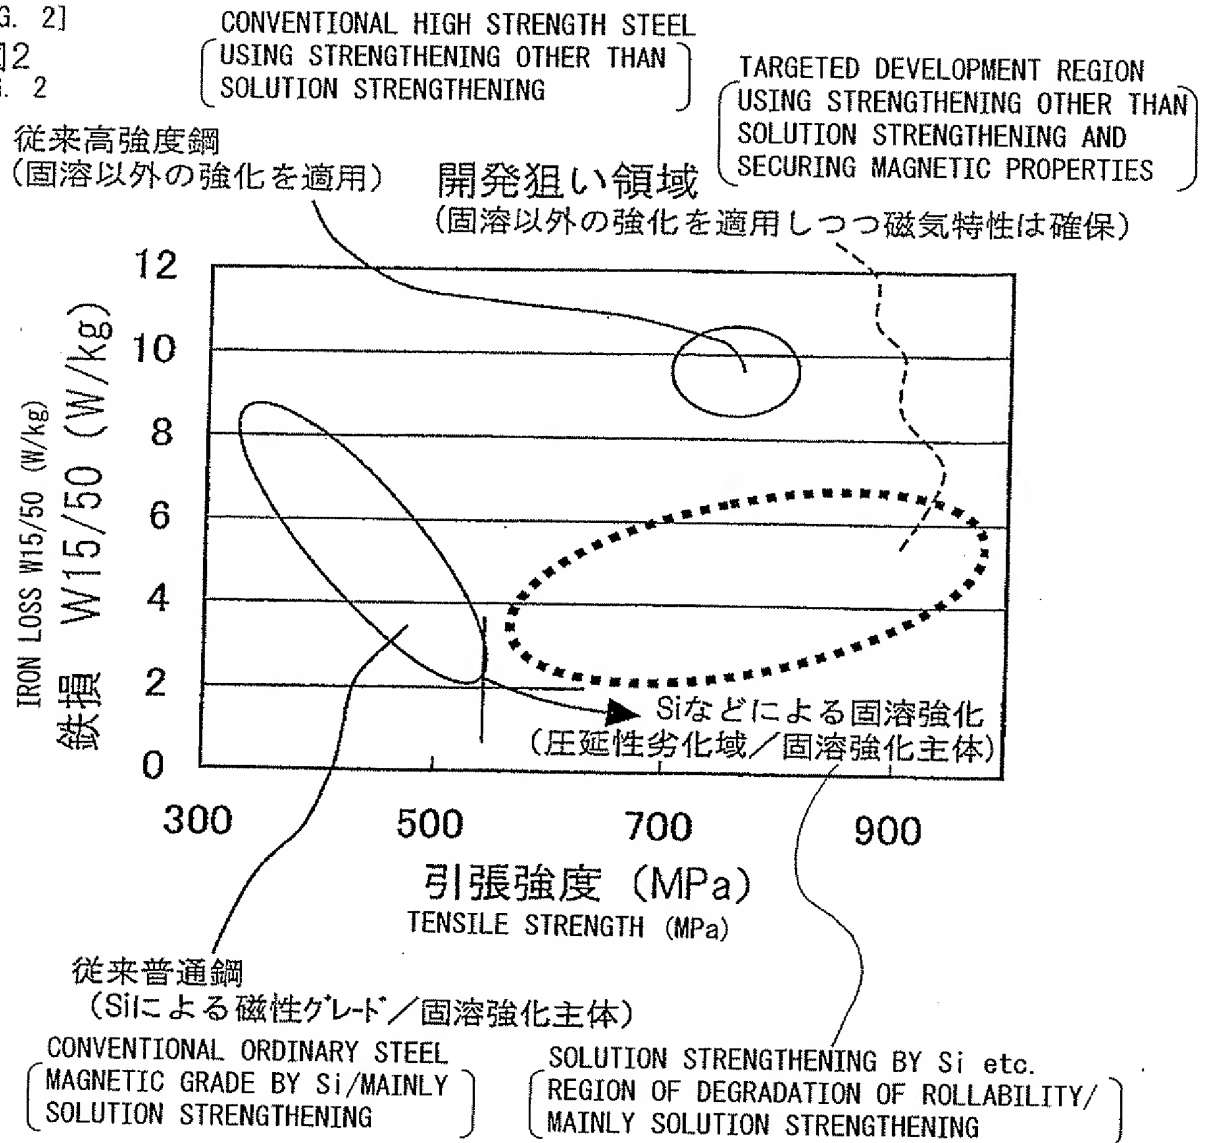 G. 2]
図2
G. 2
CONVENTIONAL HIGH STRENGTH STEEL
USING STRENGTHENING OTHER THAN
SOLUTION STRENGTHENING
TARGETED DEVELOPMENT REGION
USING STRENGTHENING OTHER THAN
SOLUTION STRENGTHENING AND
SECURING MAGNETIC PROPERTIES
従来高強度鋼
(固溶以外の強化を適用)
開発狙い領域
(固溶以外の強化を適用しつつ磁気特性は確保)
12
10
8
6
4
2
0
IRON LOSS W15/50 (W/kg)
鉄損 W15/50 (W/kg)
Siなどによる固溶強化
(圧延性劣化域/固溶強化主体)
300
500
700
900
引張強度 (MPa)
TENSILE STRENGTH (MPa)
従来普通鋼
(Siによる磁性グレード/固溶強化主体)
CONVENTIONAL ORDINARY STEEL
MAGNETIC GRADE BY Si/MAINLY
SOLUTION STRENGTHENING
SOLUTION STRENGTHENING BY Si etc.
REGION OF DEGRADATION OF ROLLABILITY/
MAINLY SOLUTION STRENGTHENING